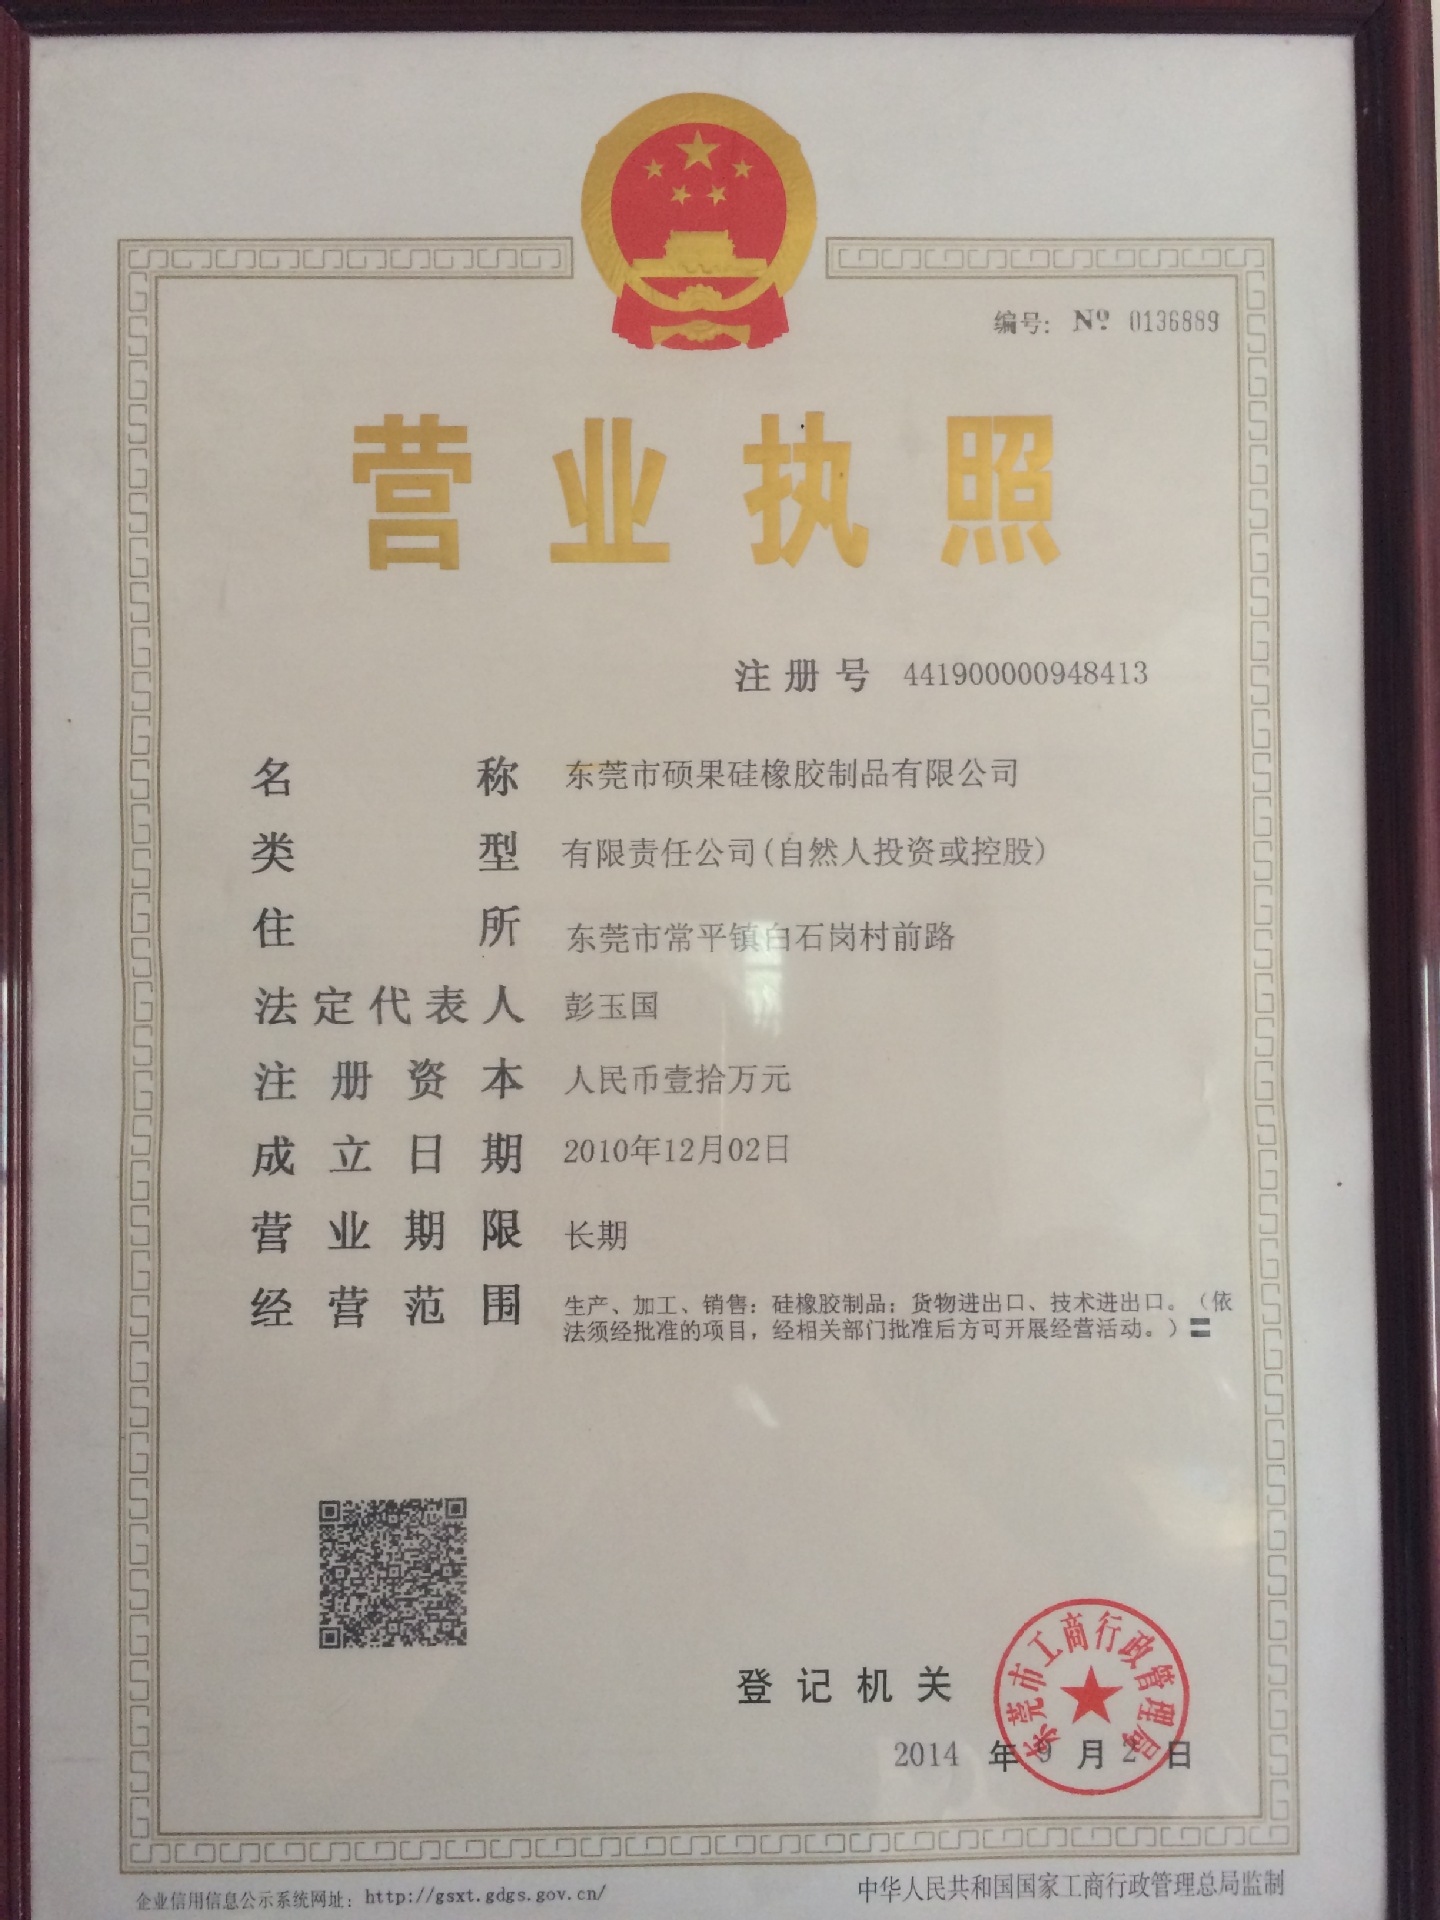 编号: Nº 0136889
营业执照
注册号 441900000948413
名称 东莞市硕果硅橡胶制品有限公司
类型 有限责任公司(自然人投资或控股)
住所 东莞市常平镇白石岗村前路
法定代表人 彭玉国
注册资本 人民币壹拾万元
成立日期 2010年12月02日
营业期限 长期
经营范围 生产、加工、销售：硅橡胶制品；货物进出口、技术进出口。（依
法须经批准的项目，经相关部门批准后方可开展经营活动。）〓
东莞市工商行政管理局
登记机关
2014 年 9 月 2 日
企业信用信息公示系统网址: http://gsxt.gdgs.gov.cn/
中华人民共和国国家工商行政管理总局监制